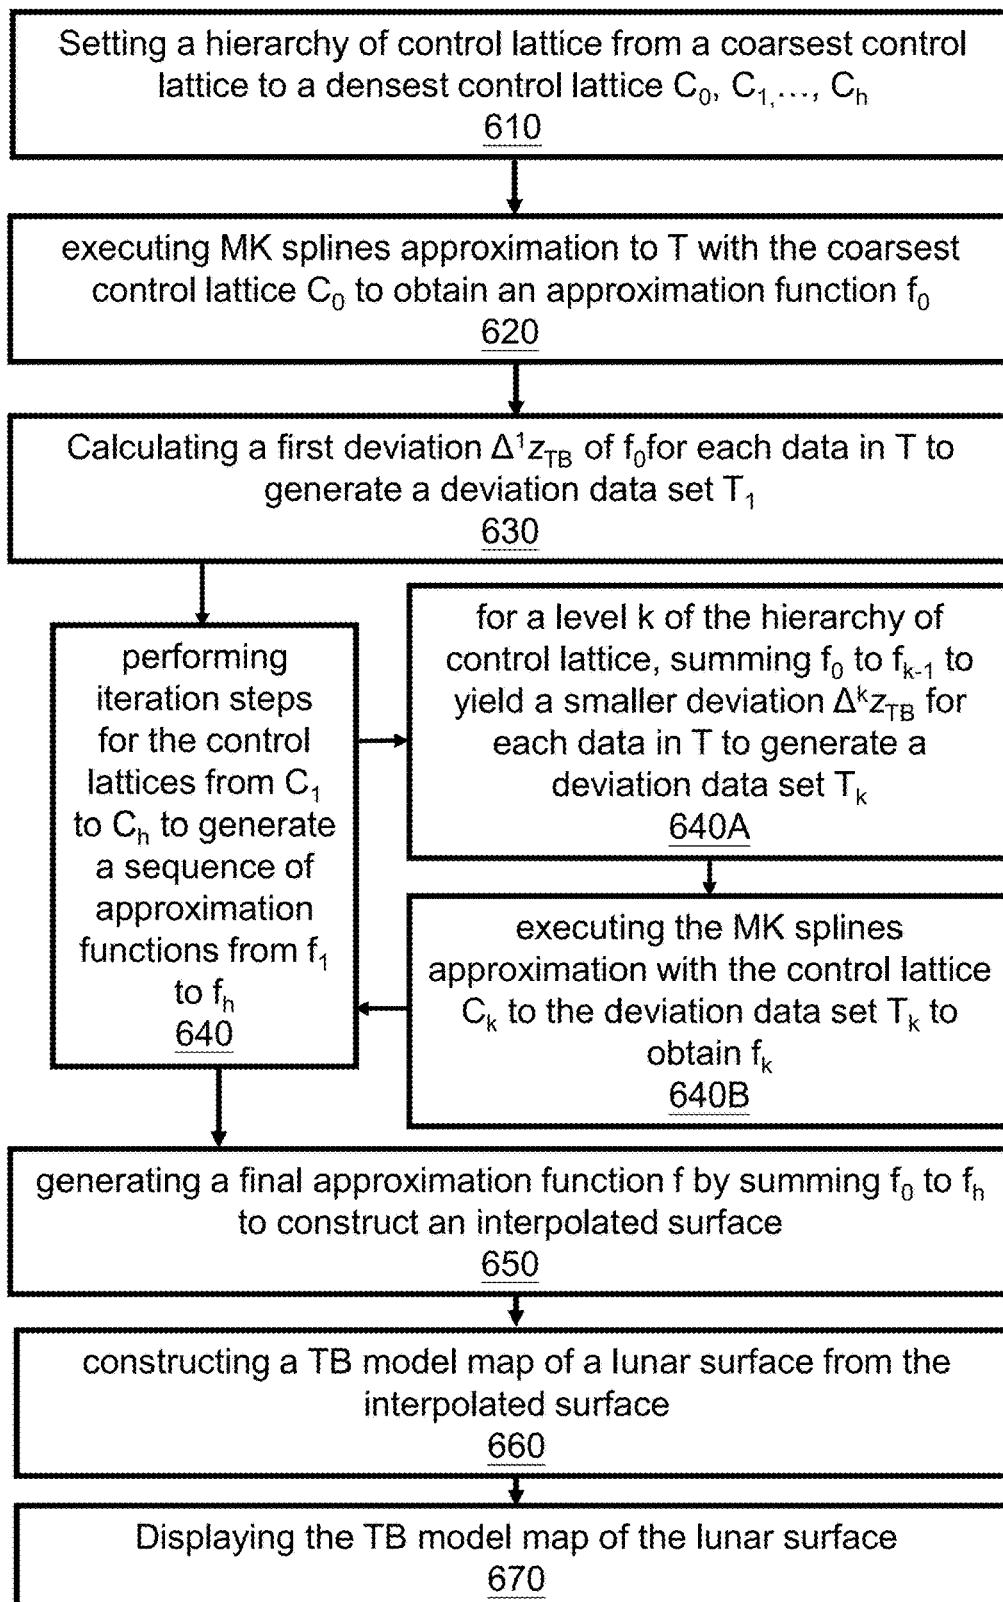 Setting a hierarchy of control lattice from a coarsest control
lattice to a densest control lattice C₀, C₁,..., Cₕ
610
executing MK splines approximation to T with the coarsest
control lattice C₀ to obtain an approximation function f₀
620
Calculating a first deviation Δ¹z_TB of f₀for each data in T to
generate a deviation data set T₁
630
performing
iteration steps
for the control
lattices from C₁
to Cₕ to generate
a sequence of
approximation
functions from f₁
to fₕ
640
for a level k of the hierarchy of
control lattice, summing f₀ to fₖ₋₁ to
yield a smaller deviation Δᵏz_TB for
each data in T to generate a
deviation data set Tₖ
640A
executing the MK splines
approximation with the control lattice
Cₖ to the deviation data set Tₖ to
obtain fₖ
640B
generating a final approximation function f by summing f₀ to fₕ
to construct an interpolated surface
650
constructing a TB model map of a lunar surface from the
interpolated surface
660
Displaying the TB model map of the lunar surface
670